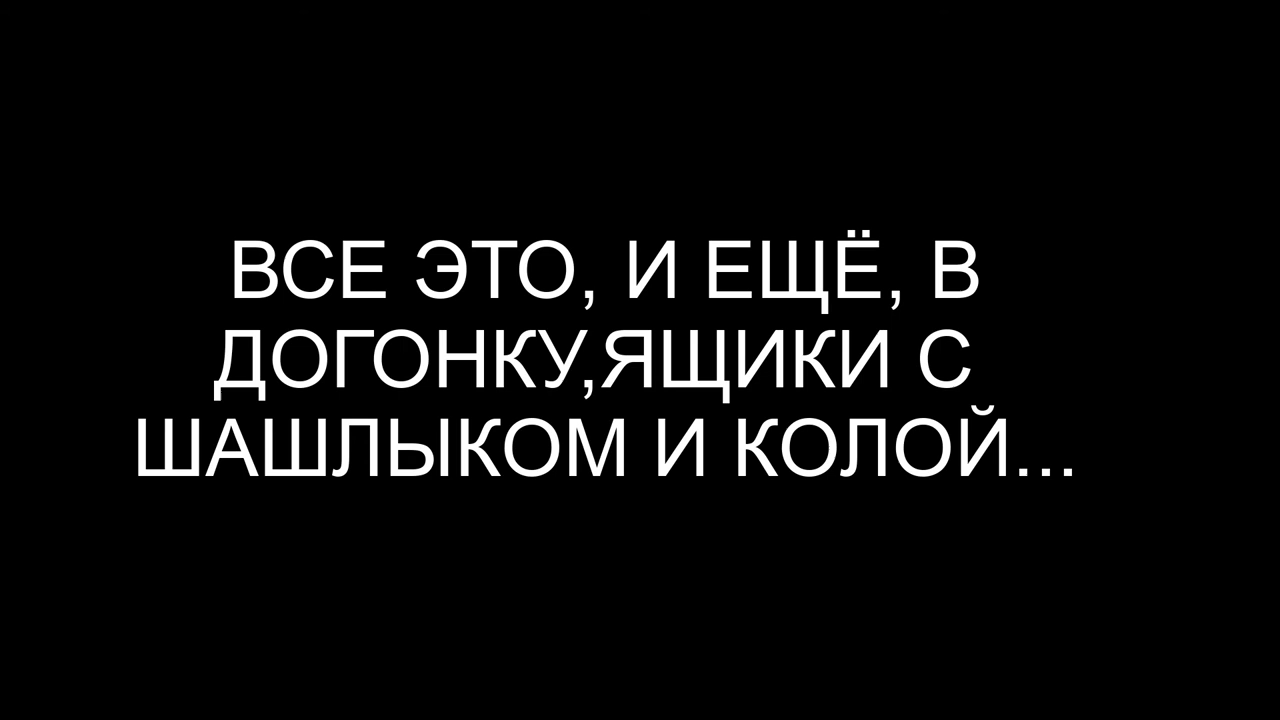 ВСЕ ЭТО, И ЕЩЁ, В
ДОГОНКУ,ЯЩИКИ С
ШАШЛЫКОМ И КОЛОЙ...